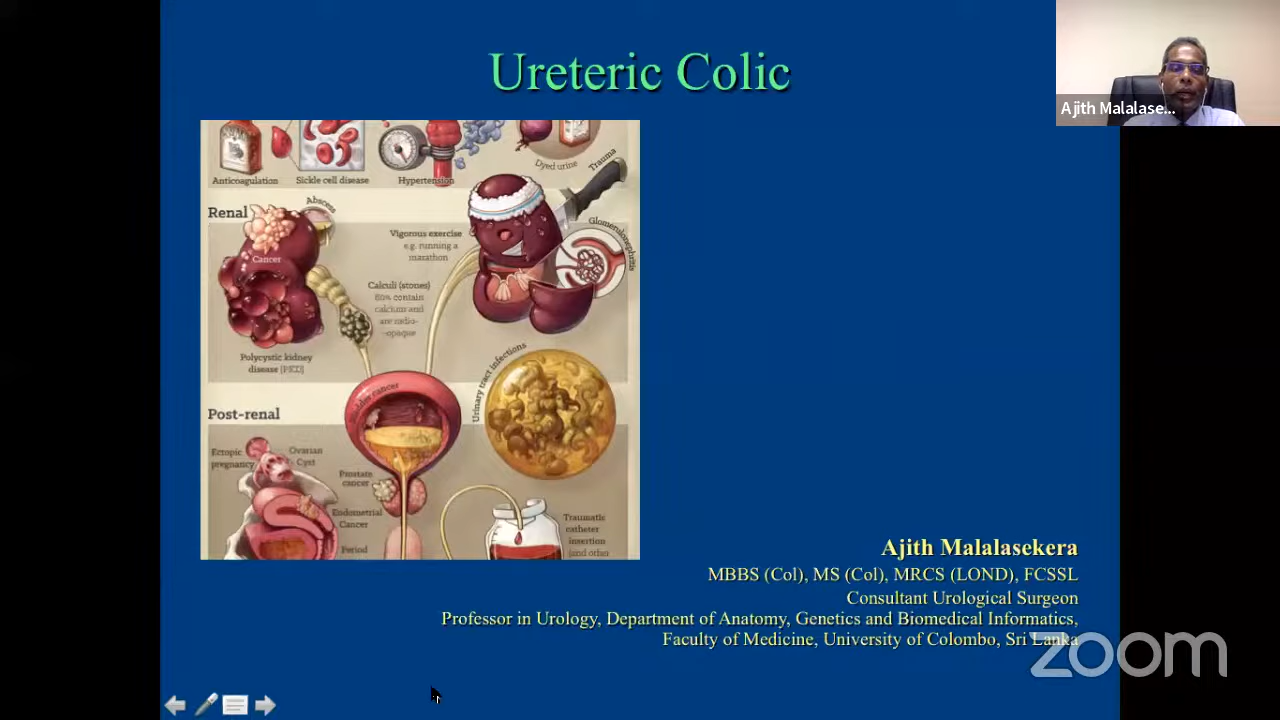 Ureteric Colic
Ajith Malalase...
Anticoagulation
Sickle cell disease
Hypertension
Dyed urine
Trauma
Renal
Abscess
Cancer
Vigorous exercise
e.g. running a
marathon
Glomerulonephritis
Calculi (stones)
80% contain
calcium and
are radio-
opaque
Polycystic kidney
disease (PKD)
Urinary tract infections
Bladder cancer
Post-renal
Ectopic
pregnancy
Ovarian
Cyst
Prostate
cancer
Endometrial
Cancer
Period
Traumatic
catheter
insertion
(and other
Ajith Malalasekera
MBBS (Col), MS (Col), MRCS (LOND), FCSSL
Consultant Urological Surgeon
Professor in Urology, Department of Anatomy, Genetics and Biomedical Informatics,
Faculty of Medicine, University of Colombo, Sri Lanka
zoom